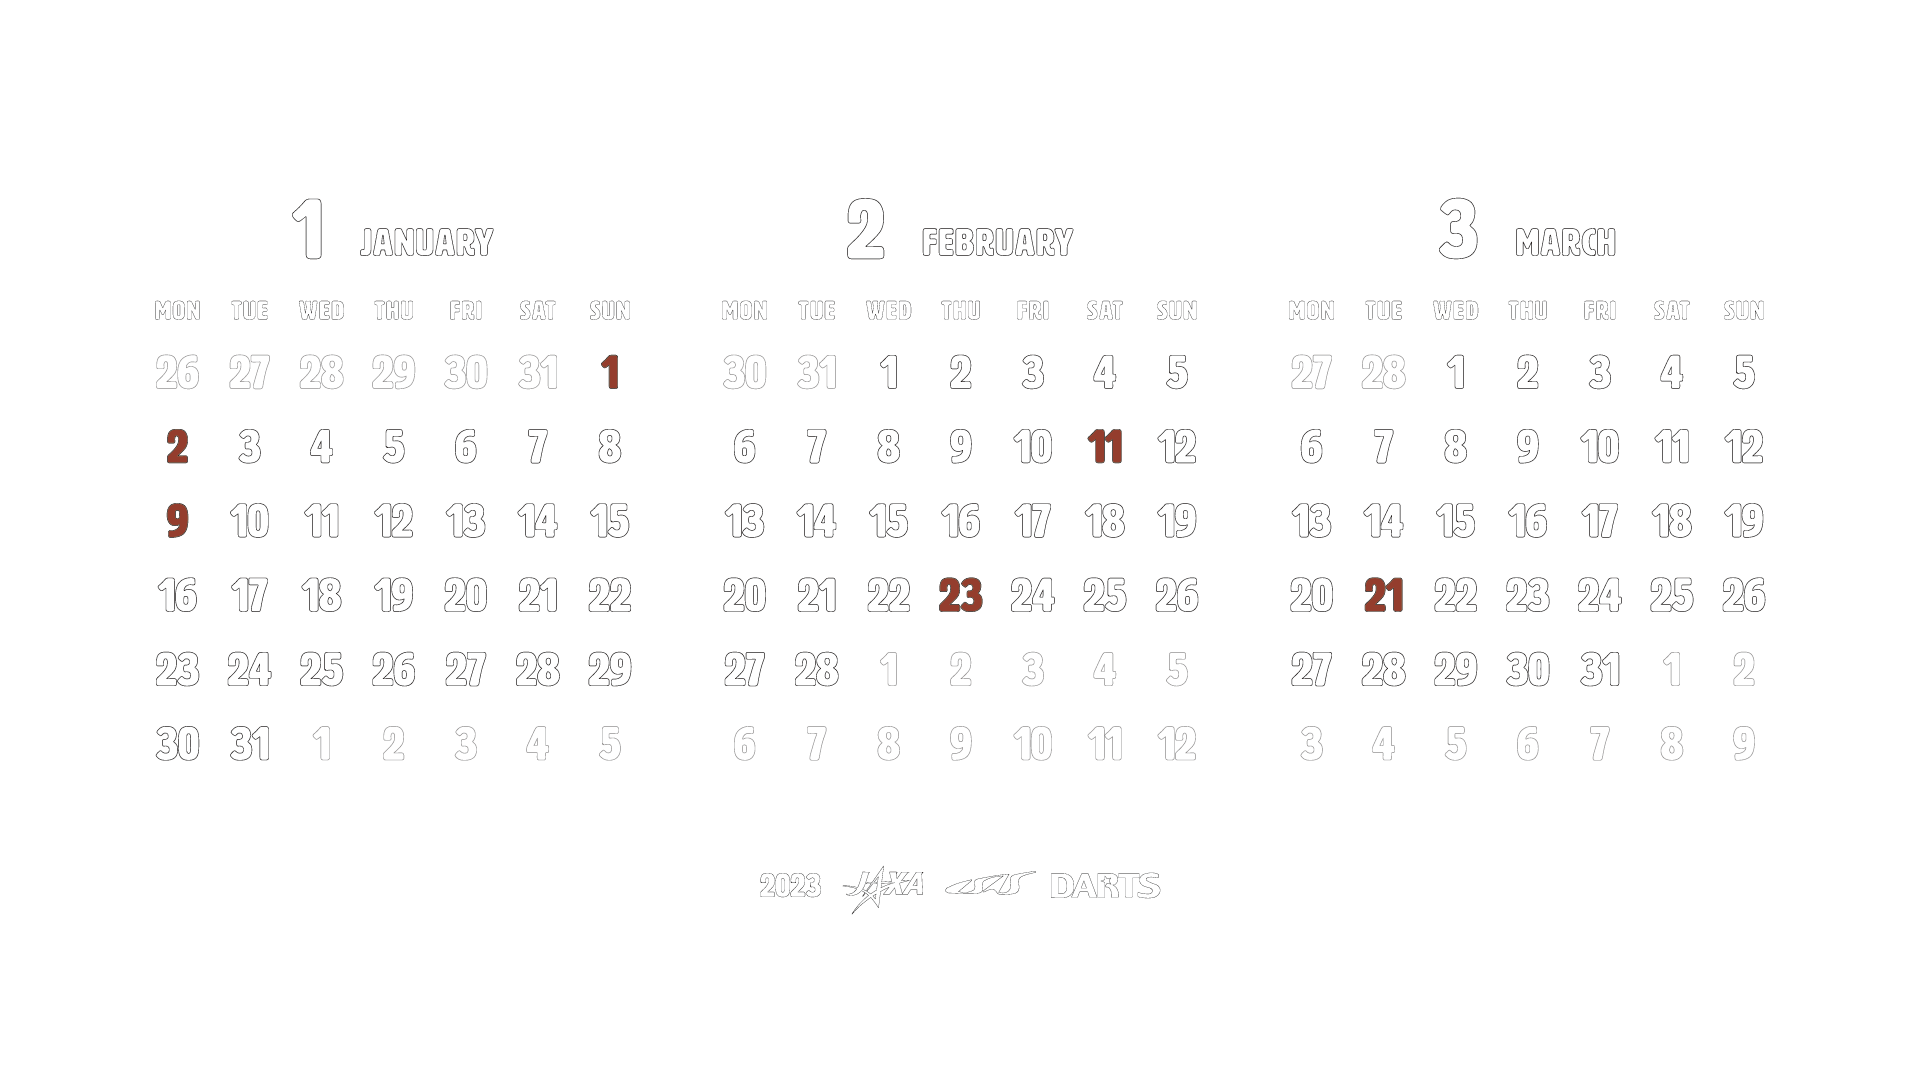 1 JANUARY
MON TUE WED THU FRI SAT SUN
26 27 28 29 30 31 1
2 3 4 5 6 7 8
9 10 11 12 13 14 15
16 17 18 19 20 21 22
23 24 25 26 27 28 29
30 31 1 2 3 4 5
2 FEBRUARY
MON TUE WED THU FRI SAT SUN
30 31 1 2 3 4 5
6 7 8 9 10 11 12
13 14 15 16 17 18 19
20 21 22 23 24 25 26
27 28 1 2 3 4 5
6 7 8 9 10 11 12
3 MARCH
MON TUE WED THU FRI SAT SUN
27 28 1 2 3 4 5
6 7 8 9 10 11 12
13 14 15 16 17 18 19
20 21 22 23 24 25 26
27 28 29 30 31 1 2
3 4 5 6 7 8 9
2023 JAXA ISAS DARTS